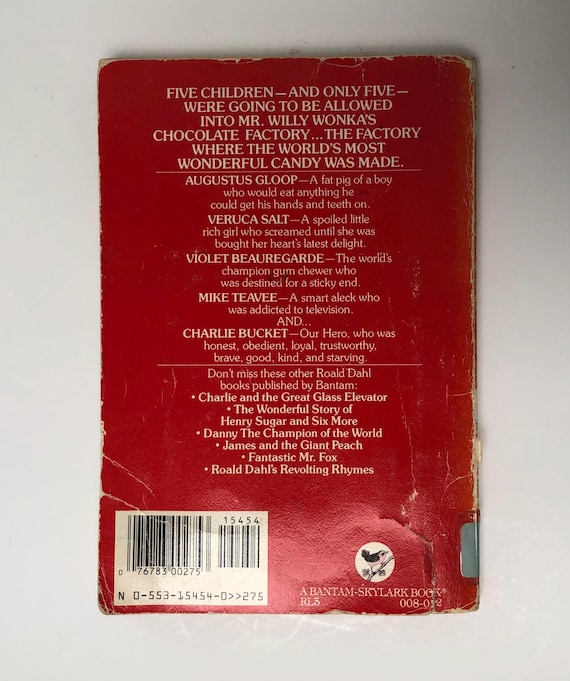 FIVE CHILDREN—AND ONLY FIVE—
WERE GOING TO BE ALLOWED
INTO MR. WILLY WONKA'S
CHOCOLATE FACTORY...THE FACTORY
WHERE THE WORLD'S MOST
WONDERFUL CANDY WAS MADE.
AUGUSTUS GLOOP—A fat pig of a boy
who would eat anything he
could get his hands and teeth on.
VERUCA SALT—A spoiled little
rich girl who screamed until she was
bought her heart's latest delight.
VIOLET BEAUREGARDE—The world's
champion gum chewer who
was destined for a sticky end.
MIKE TEAVEE—A smart aleck who
was addicted to television.
AND...
CHARLIE BUCKET—Our Hero, who was
honest, obedient, loyal, trustworthy,
brave, good, kind, and starving.
Don't miss these other Roald Dahl
books published by Bantam:
• Charlie and the Great Glass Elevator
• The Wonderful Story of
Henry Sugar and Six More
• Danny The Champion of the World
• James and the Giant Peach
• Fantastic Mr. Fox
• Roald Dahl's Revolting Rhymes
15454
0 76783 00275
N 0-553-15454-0>>275
A BANTAM-SKYLARK BOOK®
RL5 008-012